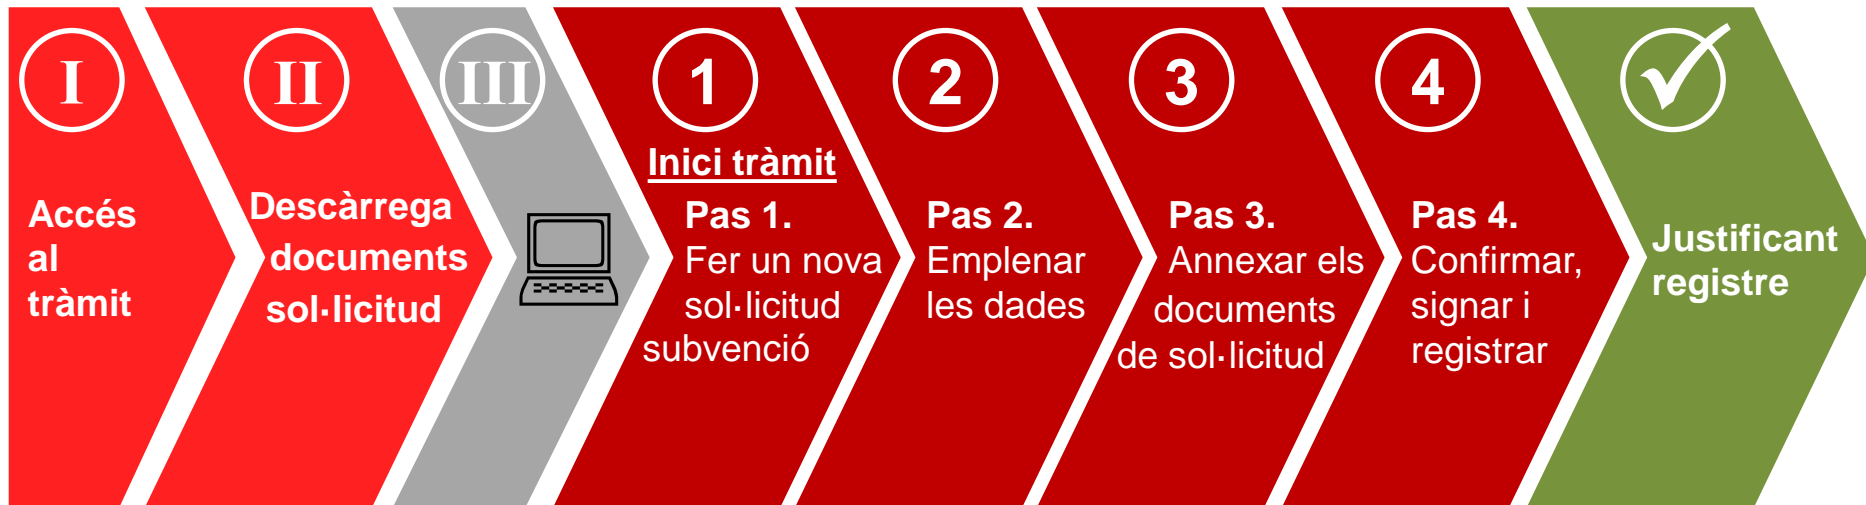 I
Accés
al
tràmit
II
Descàrrega
documents
sol·licitud
III
1
Inici tràmit
Pas 1.
Fer un nova
sol·licitud
subvenció
2
Pas 2.
Emplenar
les dades
3
Pas 3.
Annexar els
documents
de sol·licitud
4
Pas 4.
Confirmar,
signar i
registrar
Justificant
registre